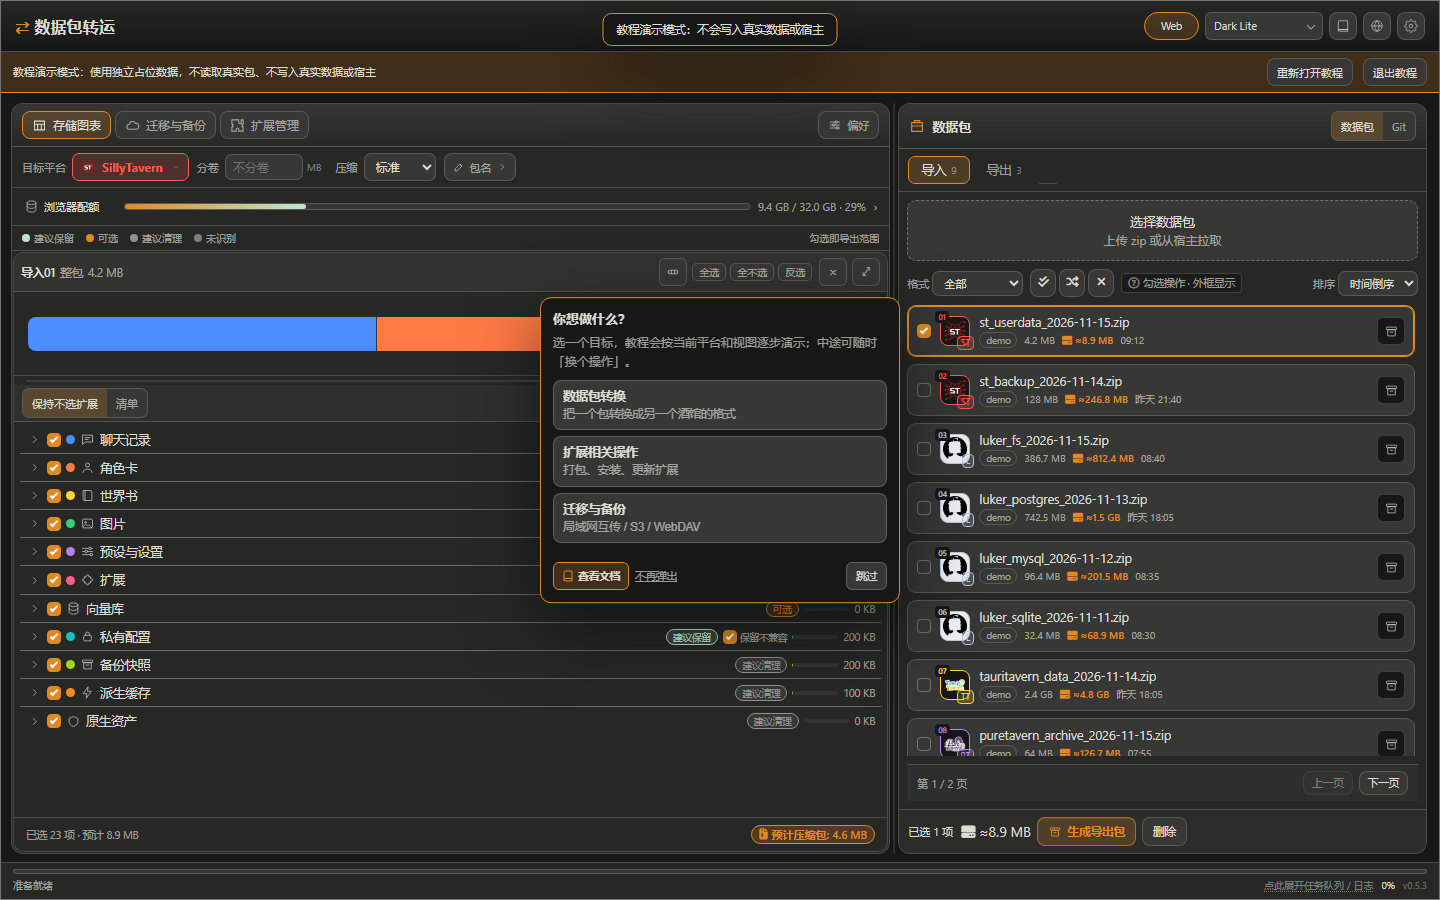 数据包转运
教程演示模式：不会写入真实数据或宿主
Web
Dark Lite
教程演示模式：使用独立占位数据，不读取真实包、不写入真实数据或宿主
重新打开教程
退出教程
存储图表
迁移与备份
扩展管理
偏好
目标平台
ST SillyTavern
分卷
不分卷
MB
压缩
标准
包名
浏览器配额
9.4 GB / 32.0 GB · 29%
建议保留
可选
建议清理
未识别
勾选即导出范围
导入01 整包 4.2 MB
全选
全不选
反选
保持不选扩展
清单
聊天记录
角色卡
世界书
图片
预设与设置
扩展
向量库
可选
0 KB
私有配置
建议保留
保留不兼容
200 KB
备份快照
建议清理
200 KB
派生缓存
建议清理
100 KB
原生资产
建议清理
0 KB
已选 23 项 · 预计 8.9 MB
预计压缩包: 4.6 MB
你想做什么？
选一个目标，教程会按当前平台和视图逐步演示；中途可随时
「换个操作」。
数据包转换
把一个包转换成另一个酒馆的格式
扩展相关操作
打包、安装、更新扩展
迁移与备份
局域网互传 / S3 / WebDAV
查看文档
不再弹出
跳过
数据包
数据包
Git
导入 9
导出 3
选择数据包
上传 zip 或从宿主拉取
格式
全部
勾选操作 · 外框显示
排序
时间倒序
01
ST
ST
st_userdata_2026-11-15.zip
demo
4.2 MB
≈8.9 MB
09:12
02
ST
ST
st_backup_2026-11-14.zip
demo
128 MB
≈246.8 MB
昨天 21:40
03
L
luker_fs_2026-11-15.zip
demo
386.7 MB
≈812.4 MB
08:40
04
L
luker_postgres_2026-11-13.zip
demo
742.5 MB
≈1.5 GB
昨天 18:05
05
L
luker_mysql_2026-11-12.zip
demo
96.4 MB
≈201.5 MB
08:35
06
L
luker_sqlite_2026-11-11.zip
demo
32.4 MB
≈68.9 MB
08:30
07
TT
tauritavern_data_2026-11-14.zip
demo
2.4 GB
≈4.8 GB
昨天 18:05
08
puretavern_archive_2026-11-15.zip
demo
64 MB
≈126.7 MB
07:55
第 1 / 2 页
上一页
下一页
已选 1 项
≈8.9 MB
生成导出包
删除
准备就绪
点此展开任务队列 / 日志
0%
v0.5.3